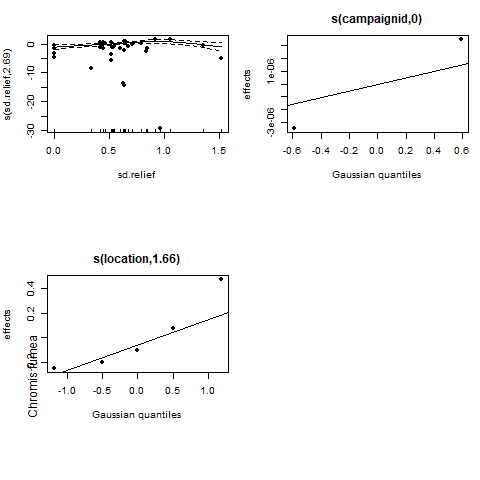 s(sd.relief,2.69)
0
-10
-20
-30
0.0 0.5 1.0 1.5
sd.relief
s(campaignid,0)
effects
1e-06
-3e-06
-0.6 -0.4 -0.2 0.0 0.2 0.4 0.6
Gaussian quantiles
s(location,1.66)
effects
Chromis fumea
0.4
0.2
-1.0 -0.5 0.0 0.5 1.0
Gaussian quantiles